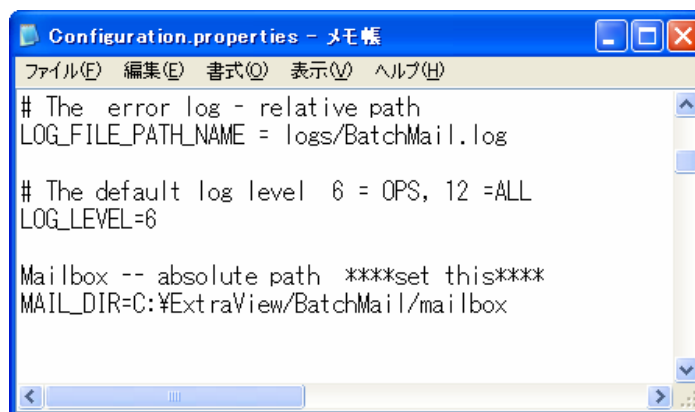 Configuration.properties - メモ帳
ファイル(F) 編集(E) 書式(O) 表示(V) ヘルプ(H)
# The  error log - relative path
LOG_FILE_PATH_NAME = logs/BatchMail.log
# The default log level  6 = OPS, 12 =ALL
LOG_LEVEL=6
Mailbox -- absolute path  ****set this****
MAIL_DIR=C:¥ExtraView/BatchMail/mailbox